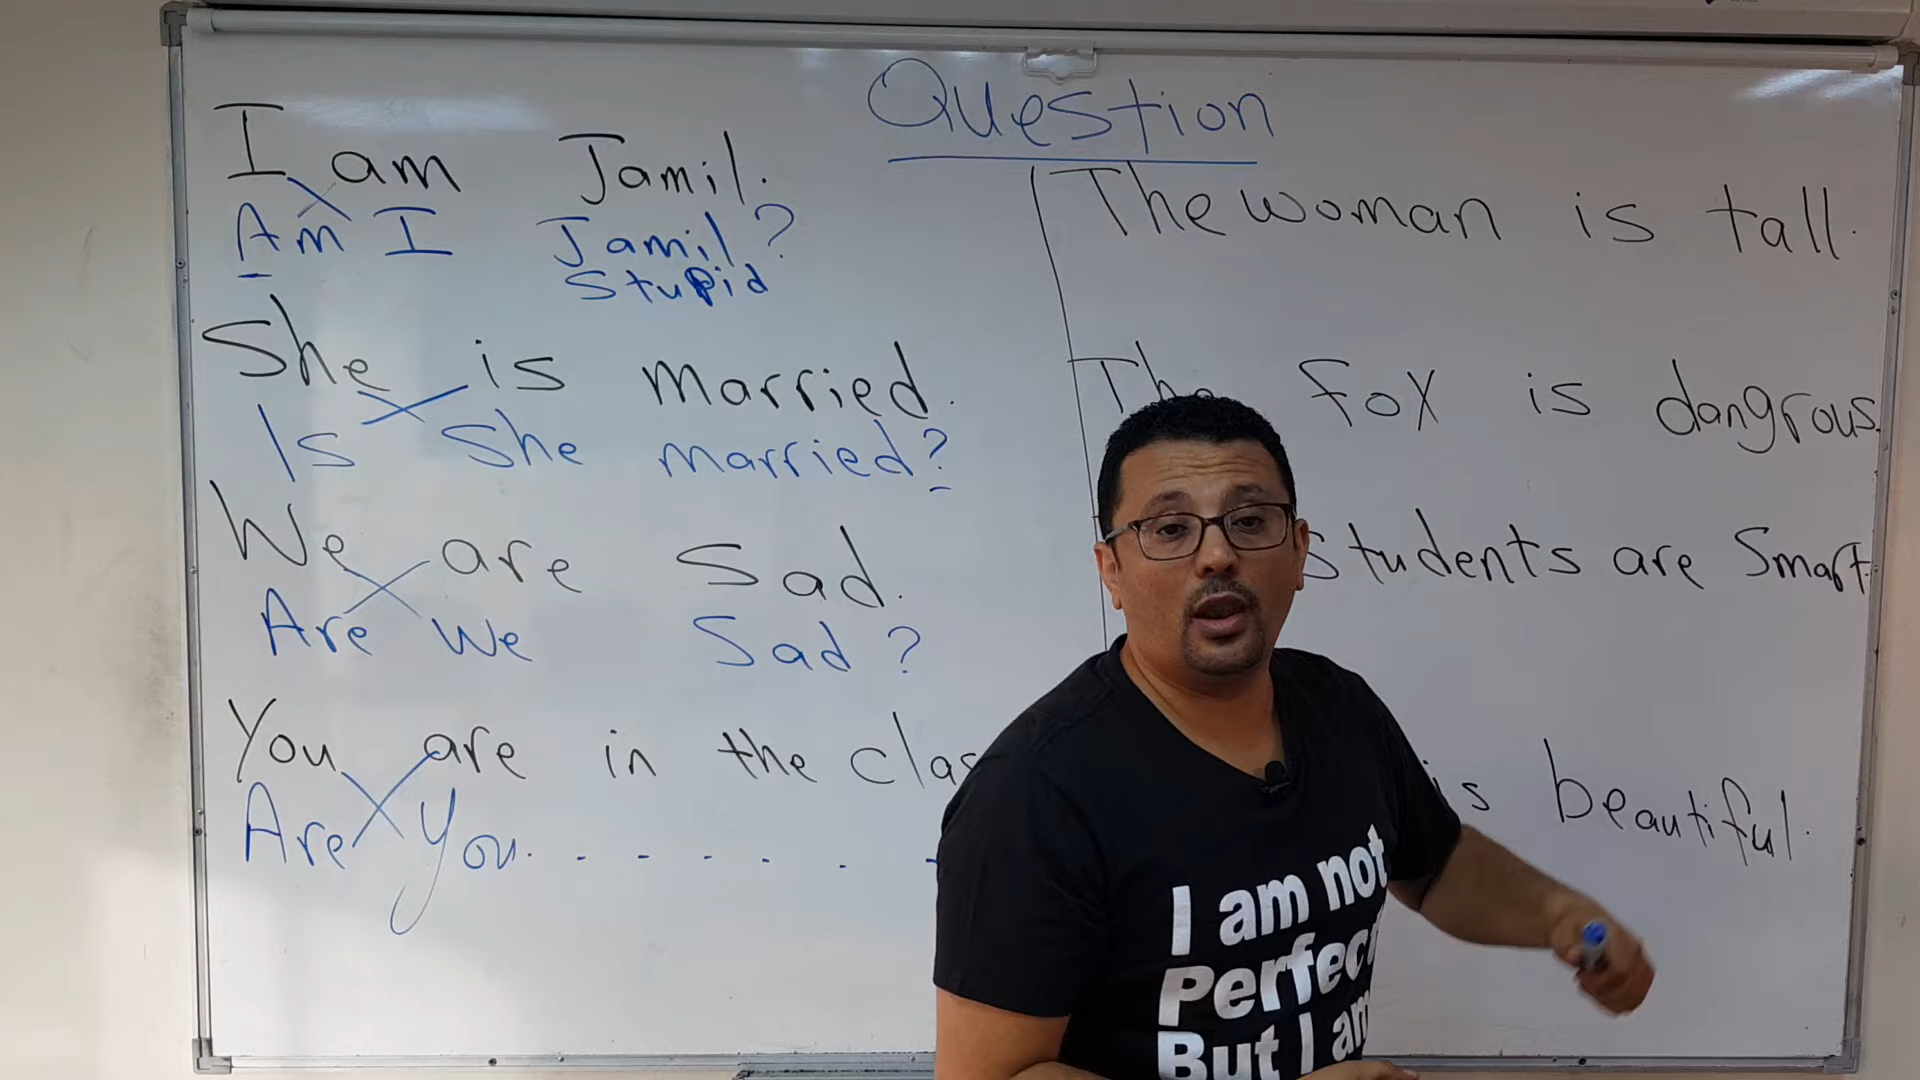 Question
I am Jamil.
Am I Jamil?
Stupid
She is married.
Is she married?
We are Sad.
Are we Sad?
You are in the
Are you. - - - - - -
The woman is tall.
The Fox is dangrous.
students are Smart.
is beautiful.
I am not
Perfect
But I am